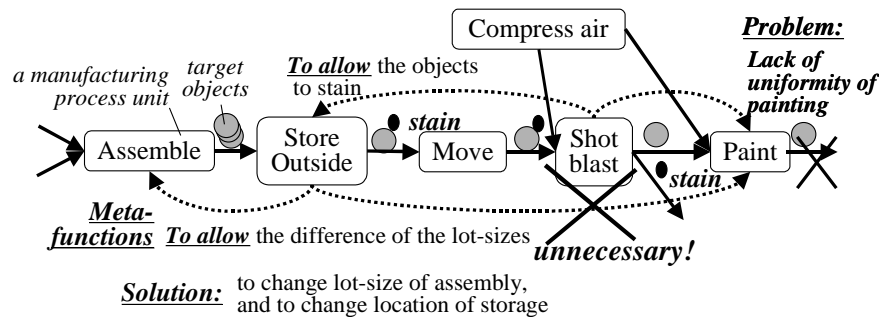 Compress air
Problem:
Lack of
uniformity of
painting
a manufacturing
process unit
target
objects
To allow the objects
to stain
Assemble
Store
Outside
stain
Move
Shot
blast
Paint
stain
Meta-
functions
To allow the difference of the lot-sizes
unnecessary!
Solution: to change lot-size of assembly,
and to change location of storage